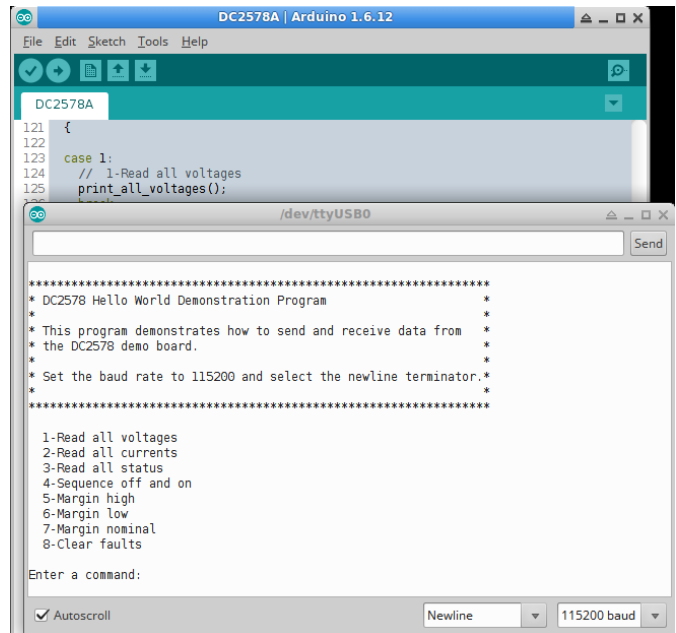 DC2578A | Arduino 1.6.12
File Edit Sketch Tools Help
DC2578A
121 {
122
123 case 1:
124 // 1-Read all voltages
125 print_all_voltages();
126 break
/dev/ttyUSB0
Send
*****************************************************************
* DC2578 Hello World Demonstration Program *
* *
* This program demonstrates how to send and receive data from *
* the DC2578 demo board. *
* *
* Set the baud rate to 115200 and select the newline terminator.*
* *
*****************************************************************
1-Read all voltages
2-Read all currents
3-Read all status
4-Sequence off and on
5-Margin high
6-Margin low
7-Margin nominal
8-Clear faults
Enter a command:
Autoscroll
Newline
115200 baud